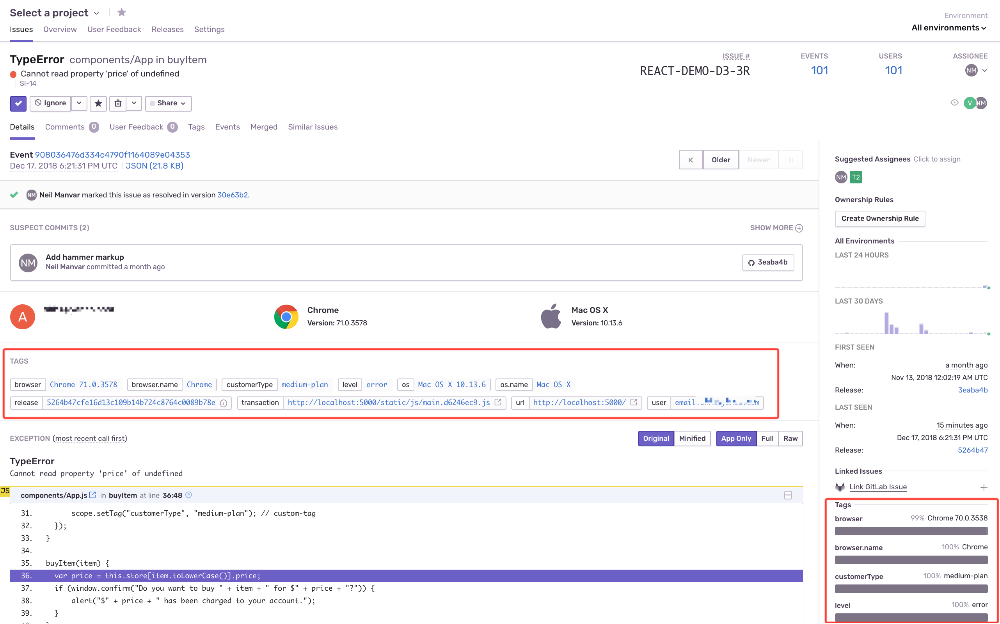 Select a project
Environment
All environments
Issues Overview User Feedback Releases Settings
TypeError components/App in buyItem
Cannot read property 'price' of undefined
SI-14
ISSUE # EVENTS USERS ASSIGNEE
REACT-DEMO-D3-3R 101 101 NM
Ignore Share
V NM
Details Comments 0 User Feedback 0 Tags Events Merged Similar Issues
Event 908036476d334c4790f1164089e04353
Dec 17, 2018 6:21:31 PM UTC JSON (21.8 KB)
Older Newer
NM Neil Manvar marked this issue as resolved in version 30e63b2.
SUSPECT COMMITS (2) SHOW MORE
NM Add hammer markup
Neil Manvar committed a month ago
3eaba4b
A
Chrome
Version: 71.0.3578
Mac OS X
Version: 10.13.6
TAGS
browser Chrome 71.0.3578 browser.name Chrome customerType medium-plan level error os Mac OS X 10.13.6 os.name Mac OS X
release 5264b47cfe16d13c109b14b724c8764c0089b78e transaction http://localhost:5000/static/js/main.d6246ec9.js url http://localhost:5000/ user email:
EXCEPTION (most recent call first) Original Minified App Only Full Raw
TypeError
Cannot read property 'price' of undefined
JS
components/App.js in buyItem at line 36:48
31. scope.setTag("customerType", "medium-plan"); // custom-tag
32. });
33. }
34.
35. buyItem(item) {
36. var price = this.store[item.toLowerCase()].price;
37. if (window.confirm("Do you want to buy " + item + " for $" + price + "?")) {
38. alert("$" + price + " has been charged to your account.");
39. }
40. }
Suggested Assignees Click to assign
NM T2
Ownership Rules
Create Ownership Rule
All Environments
LAST 24 HOURS
LAST 30 DAYS
FIRST SEEN
When: a month ago
Nov 13, 2018 12:02:19 AM UTC
Release: 3eaba4b
LAST SEEN
When: 15 minutes ago
Dec 17, 2018 6:21:31 PM UTC
Release: 5264b47
Linked Issues
Link GitLab Issue
Tags
browser 99% Chrome 70.0.3538
browser.name 100% Chrome
customerType 100% medium-plan
level 100% error